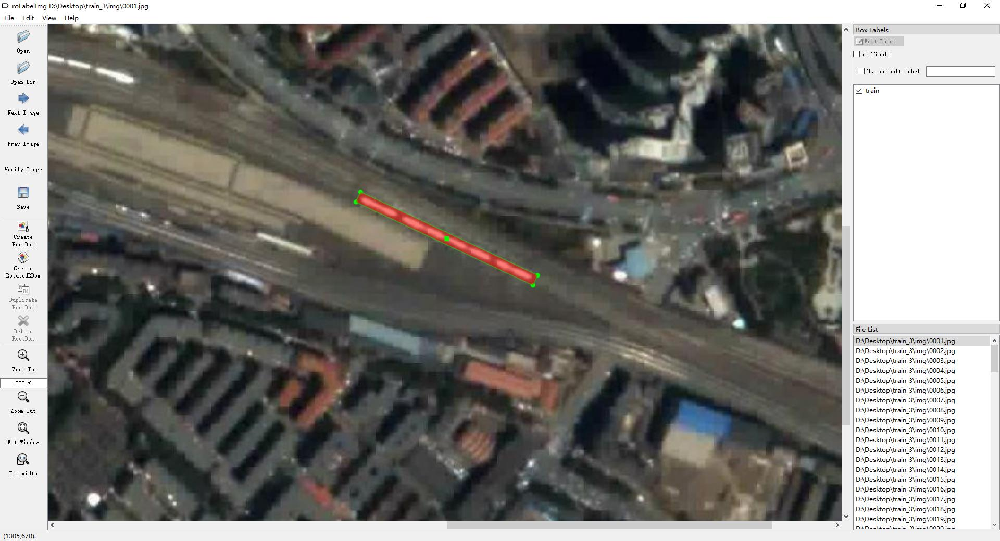 roLabelImg D:\Desktop\train_3\img\0001.jpg
File Edit View Help
Open
Open Dir
Next Image
Prev Image
Verify Image
Save
Create
RectBox
Create
RotatedRBox
Duplicate
RectBox
Delete
RectBox
Zoom In
208 %
Zoom Out
Fit Window
Fit Width
Box Labels
Edit Label
difficult
Use default label
train
File List
D:\Desktop\train_3\img\0001.jpg
D:\Desktop\train_3\img\0002.jpg
D:\Desktop\train_3\img\0003.jpg
D:\Desktop\train_3\img\0004.jpg
D:\Desktop\train_3\img\0005.jpg
D:\Desktop\train_3\img\0006.jpg
D:\Desktop\train_3\img\0007.jpg
D:\Desktop\train_3\img\0008.jpg
D:\Desktop\train_3\img\0009.jpg
D:\Desktop\train_3\img\0010.jpg
D:\Desktop\train_3\img\0011.jpg
D:\Desktop\train_3\img\0012.jpg
D:\Desktop\train_3\img\0013.jpg
D:\Desktop\train_3\img\0014.jpg
D:\Desktop\train_3\img\0015.jpg
D:\Desktop\train_3\img\0016.jpg
D:\Desktop\train_3\img\0017.jpg
D:\Desktop\train_3\img\0018.jpg
D:\Desktop\train_3\img\0019.jpg
D:\Desktop\train_3\img\0020.jpg
(1305,670).